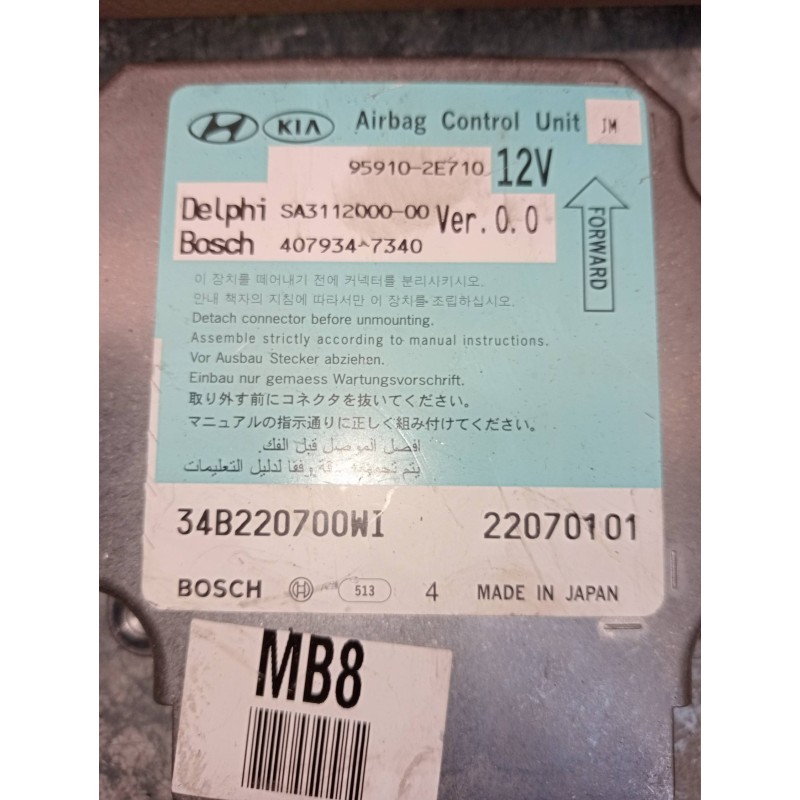 KIA Airbag Control Unit JM
95910-2E710 12V
Delphi SA3112000-00 Ver.0.0
Bosch 407934-7340
FORWARD
이 장치를 떼어내기 전에 커넥터를 분리시키시오.
안내 책자의 지침에 따라서만 이 장치를 조립하십시오.
Detach connector before unmounting.
Assemble strictly according to manual instructions.
Vor Ausbau Stecker abziehen.
Einbau nur gemaess Wartungsvorschrift.
取り外す前にコネクタを抜いてください。
マニュアルの指示通りに正しく組み付けてください。
افصل الموصل قبل الفك.
يتم وفقا لدليل التعليمات
34B220700WI 22070101
BOSCH 513 4 MADE IN JAPAN
MB8